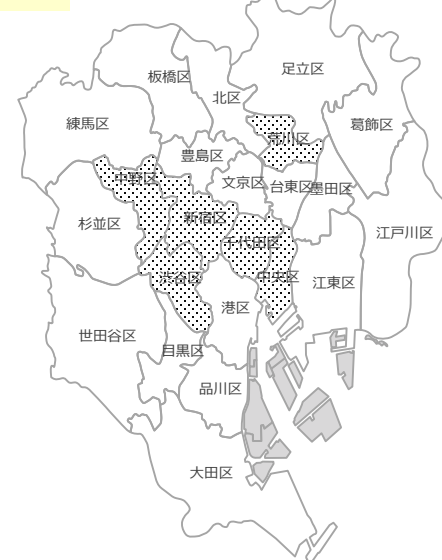 足立区
板橋区
北区
練馬区
葛飾区
荒川区
豊島区
中野区
文京区
台東区
墨田区
杉並区
新宿区
江戸川区
千代田区
渋谷区
中央区
江東区
港区
世田谷区
目黒区
品川区
大田区